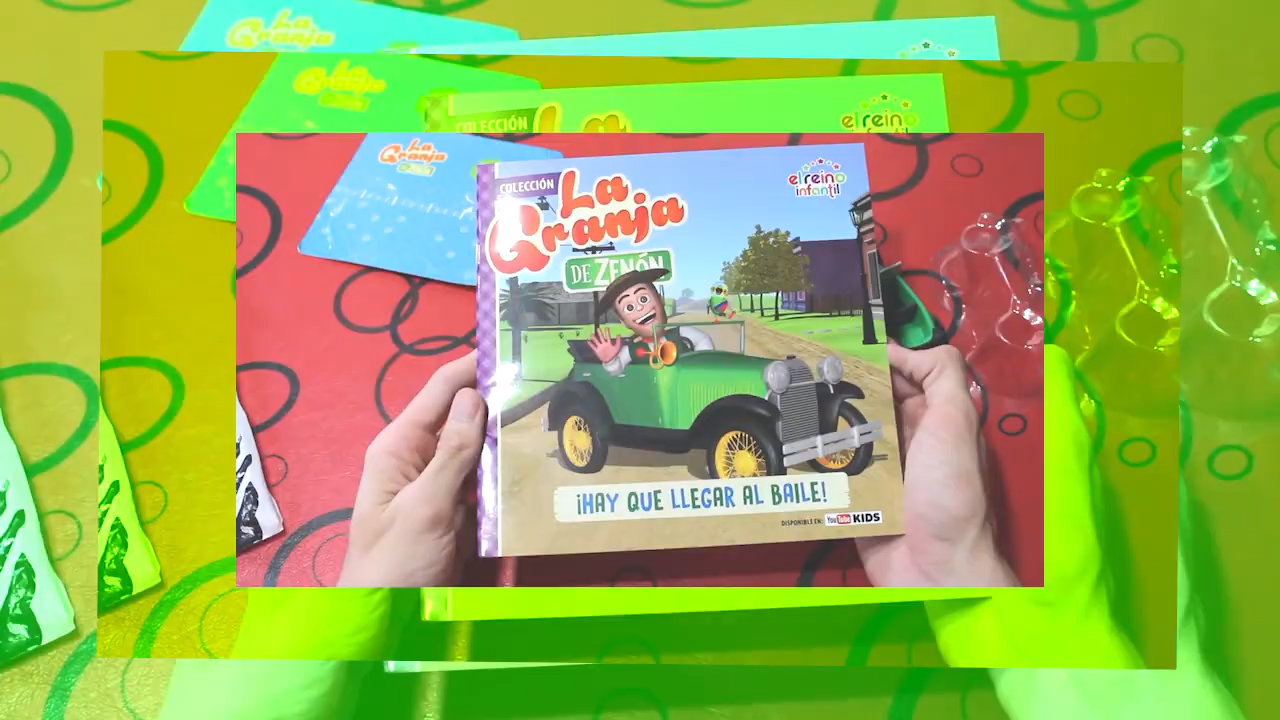 La
Granja
COLECCIÓN
el reino
La
Granja
COLECCIÓN
La
Granja
DE ZENÓN
el reino
infantil
¡HAY QUE LLEGAR AL BAILE!
DISPONIBLE EN: YouTube KIDS